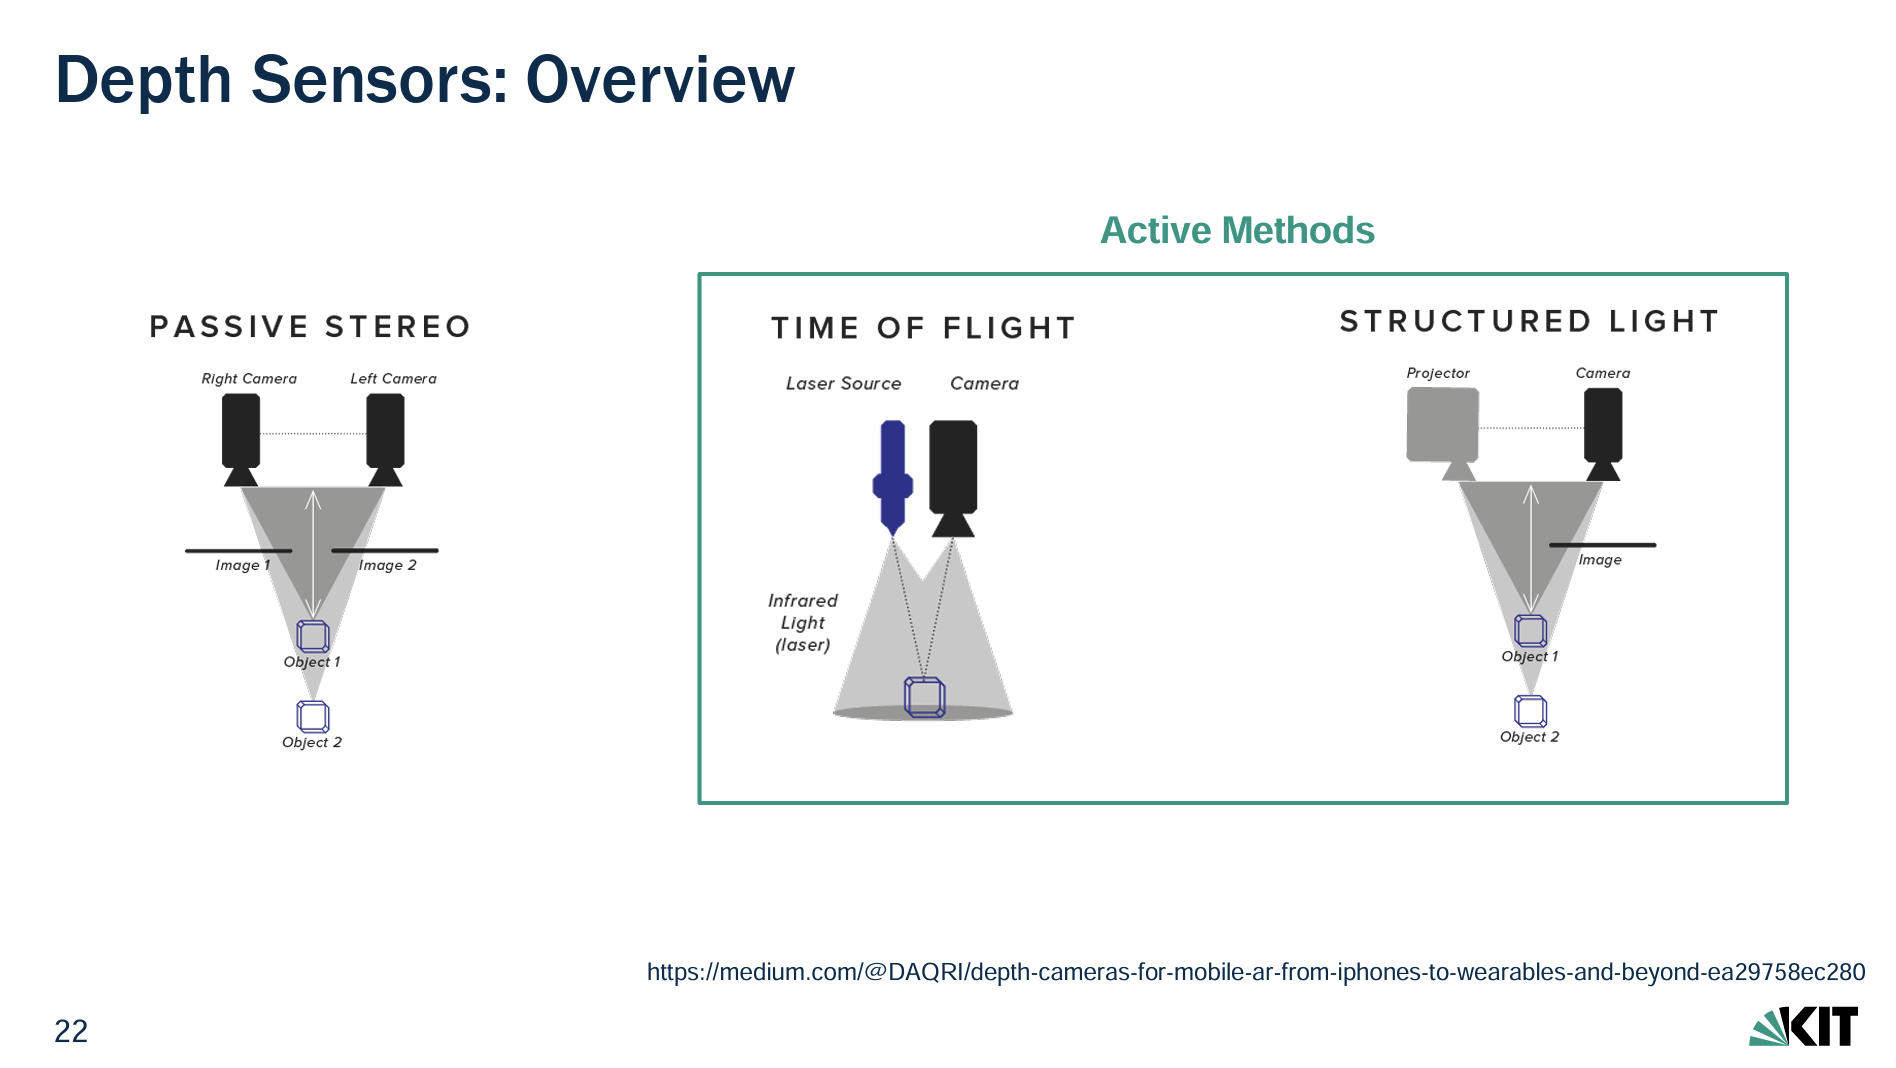 Depth Sensors: Overview
Active Methods
PASSIVE STEREO
Right Camera
Left Camera
Image 1
Image 2
Object 1
Object 2
TIME OF FLIGHT
Laser Source
Camera
Infrared
Light
(laser)
STRUCTURED LIGHT
Projector
Camera
Image
Object 1
Object 2
https://medium.com/@DAQRI/depth-cameras-for-mobile-ar-from-iphones-to-wearables-and-beyond-ea29758ec280
22
KIT